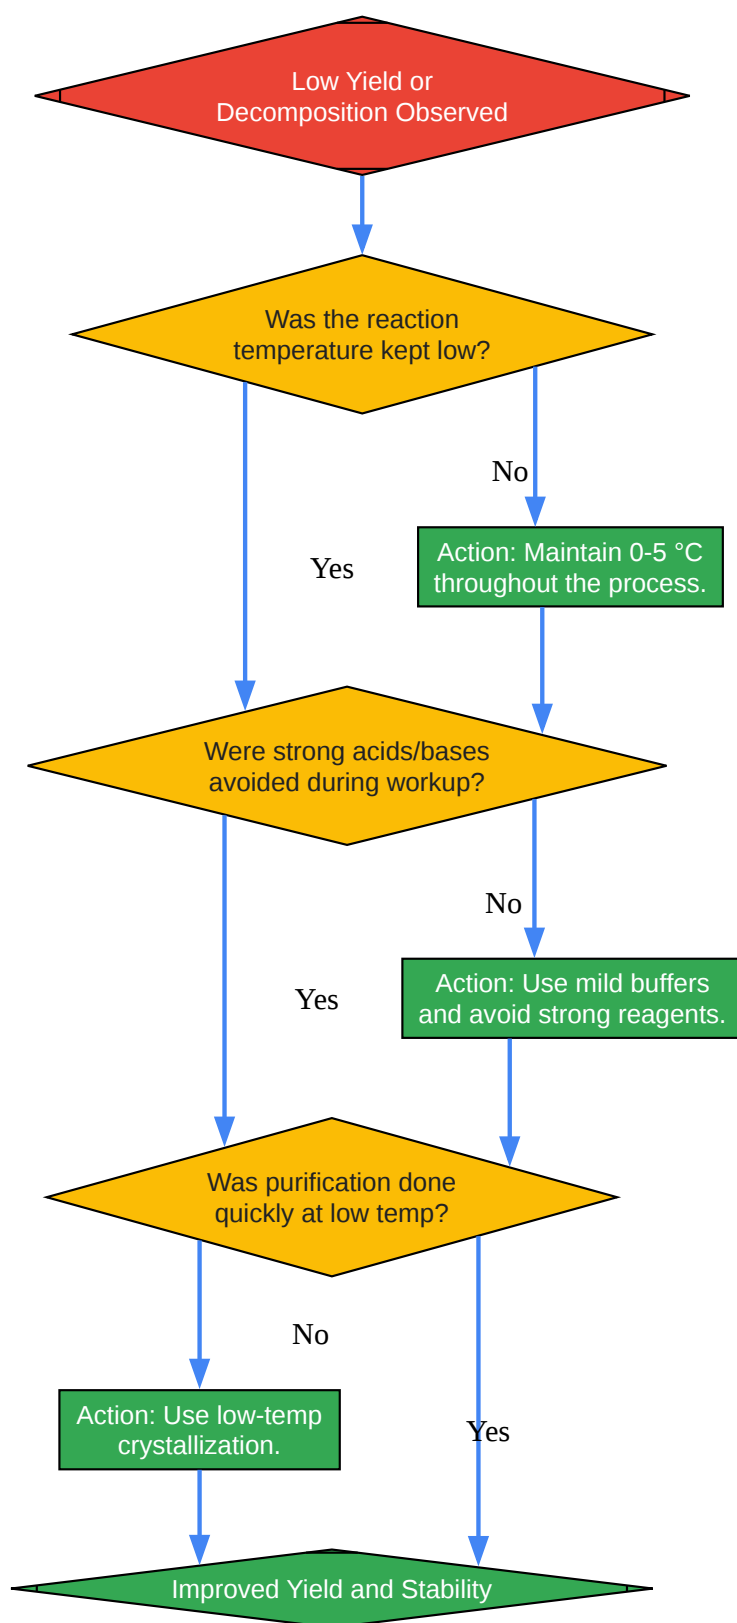 Low Yield or
Decomposition Observed
Was the reaction
temperature kept low?
No
Action: Maintain 0-5 °C
throughout the process.
Yes
Were strong acids/bases
avoided during workup?
No
Action: Use mild buffers
and avoid strong reagents.
Yes
Was purification done
quickly at low temp?
No
Action: Use low-temp
crystallization.
Yes
Improved Yield and Stability